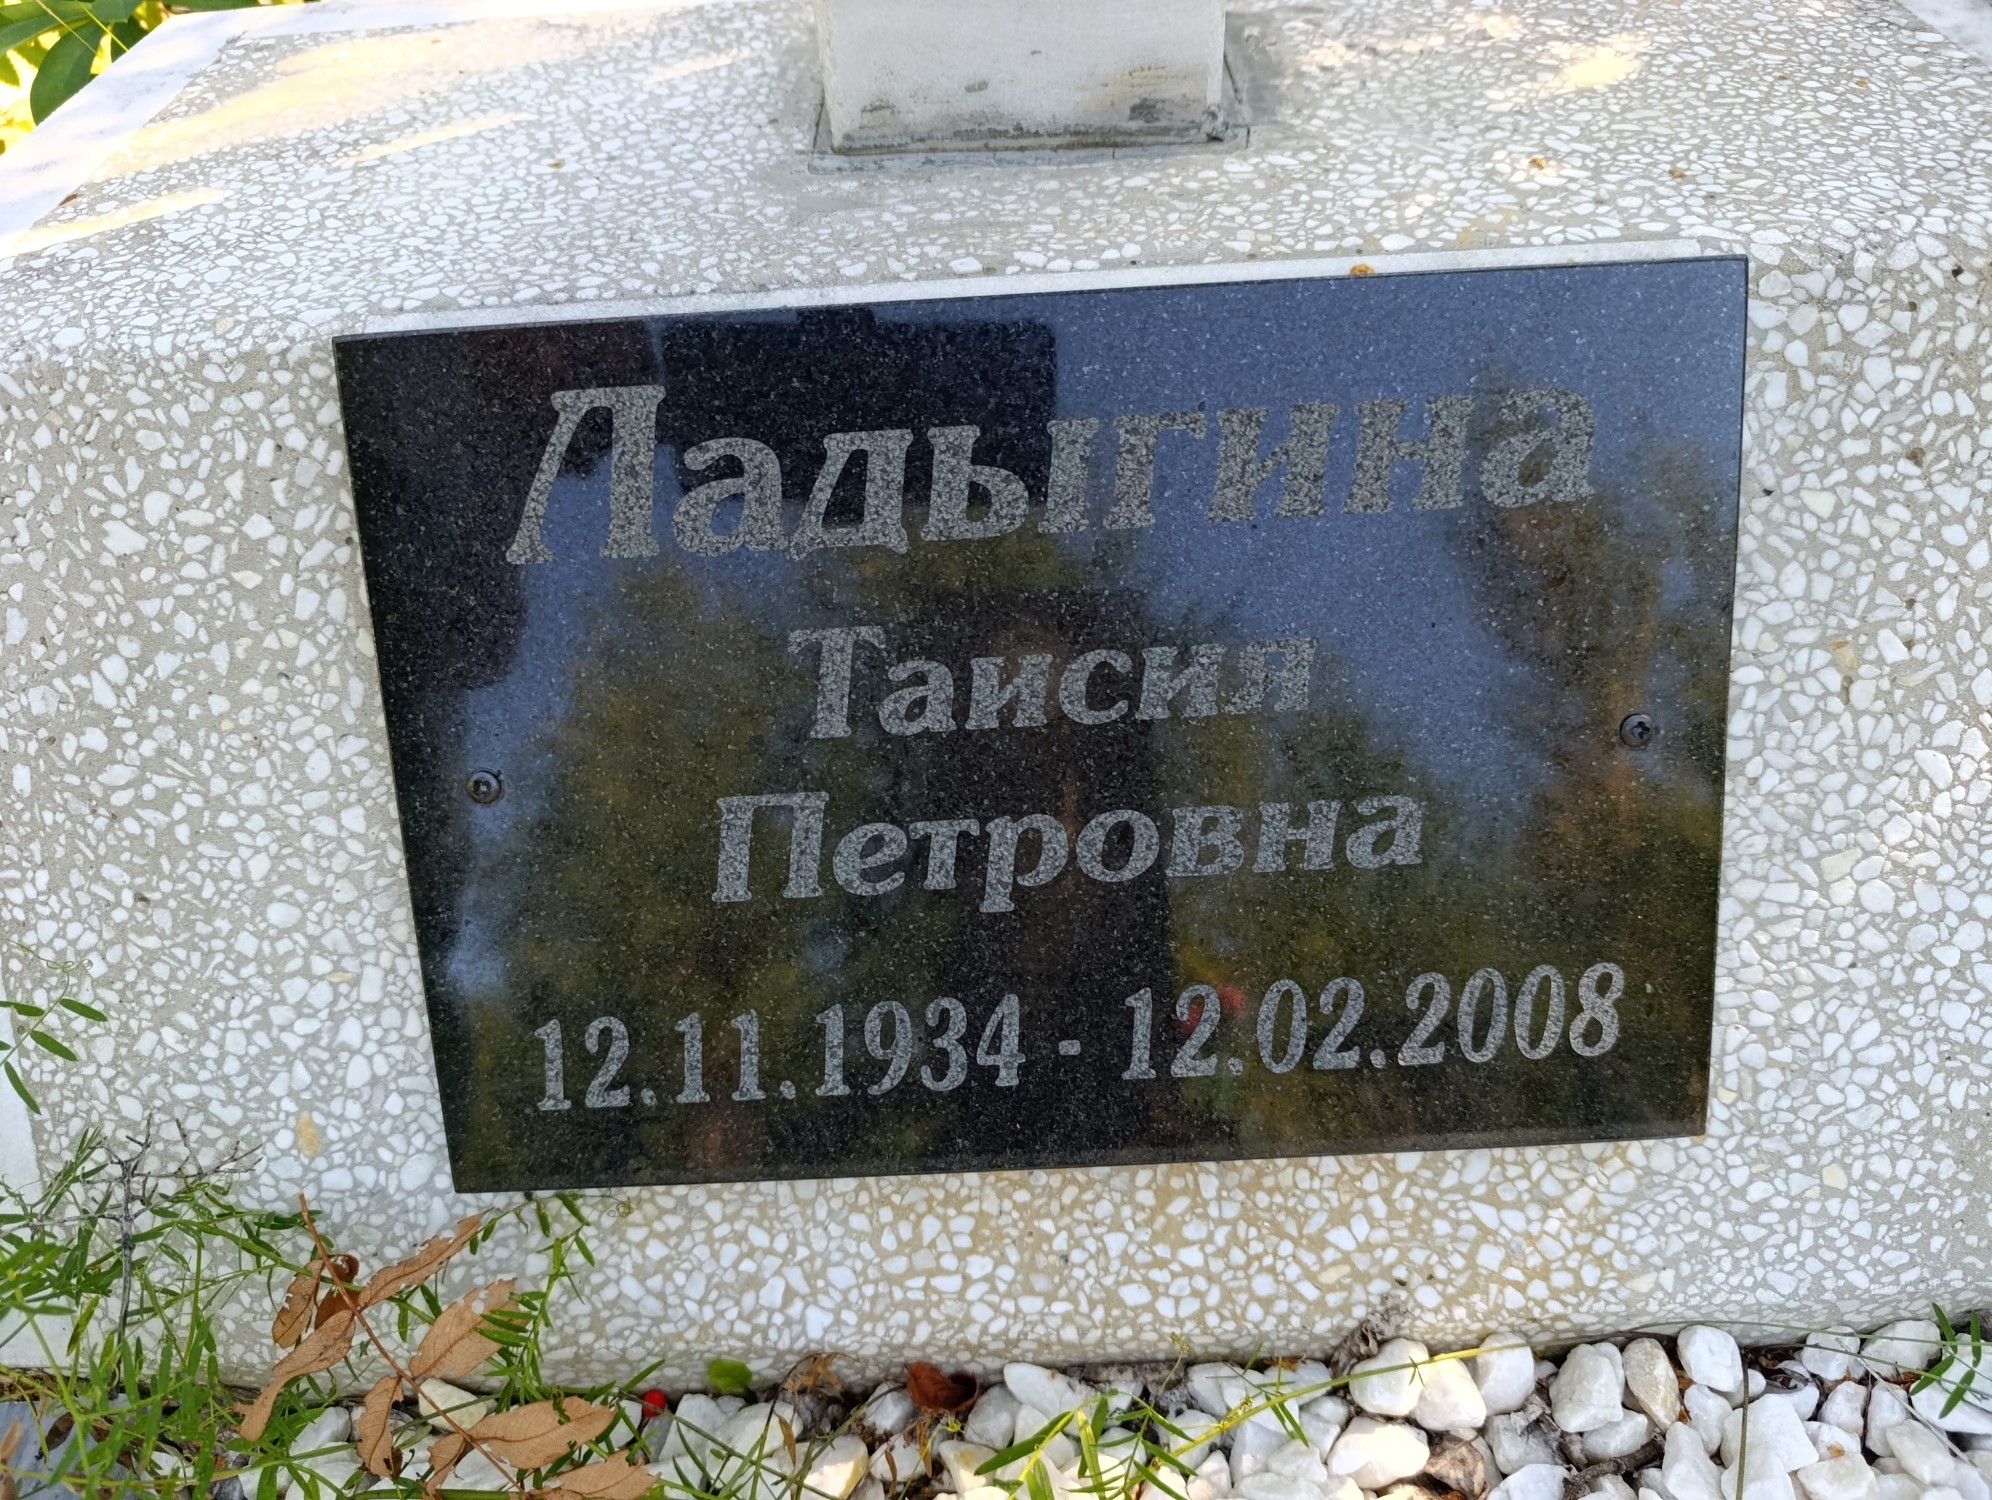 Ладыгина
Таисия
Петровна
12.11.1934 - 12.02.2008